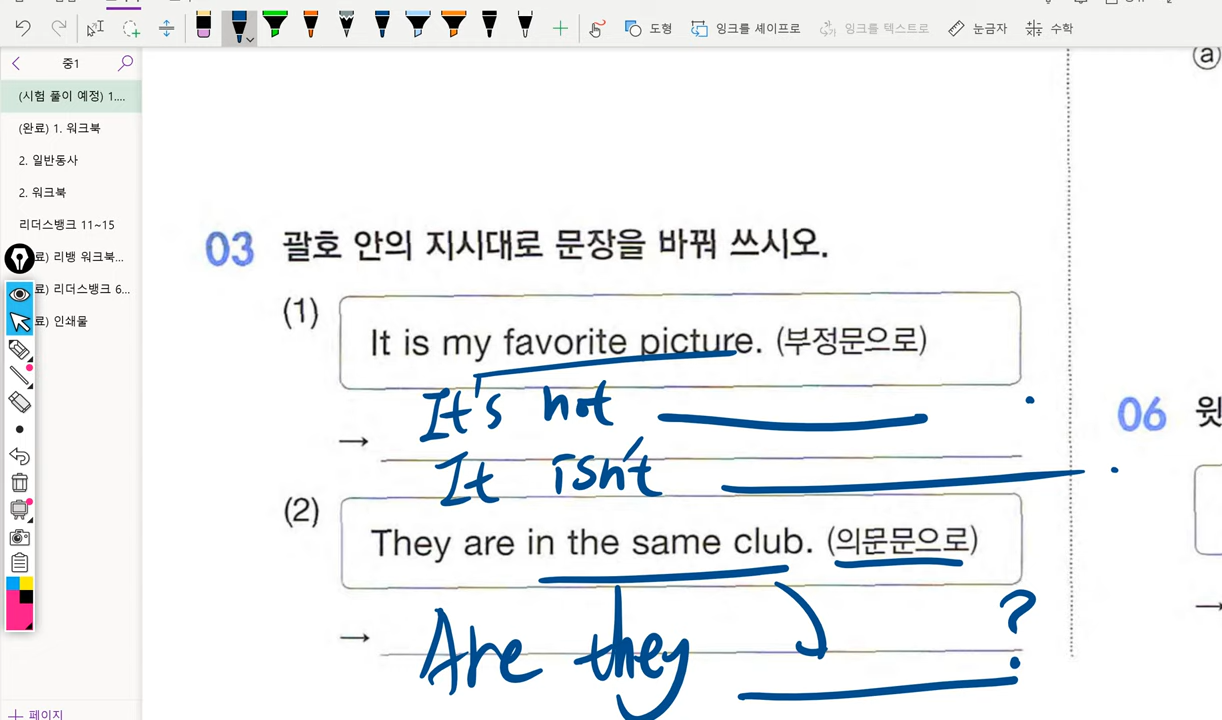 도형 잉크를 셰이프로 잉크를 텍스트로 눈금자 수학
중1
(시험 풀이 예정) 1....
(완료) 1. 워크북
2. 일반동사
2. 워크북
리더스뱅크 11~15
료) 리뱅 워크북...
료) 리더스뱅크 6...
료) 인쇄물
+ 페이지
03 괄호 안의 지시대로 문장을 바꿔 쓰시오.
(1)
It is my favorite picture. (부정문으로)
It's not .
→
It isn't .
(2)
They are in the same club. (의문문으로)
→ Are they ?
ⓐ
06 윗
→